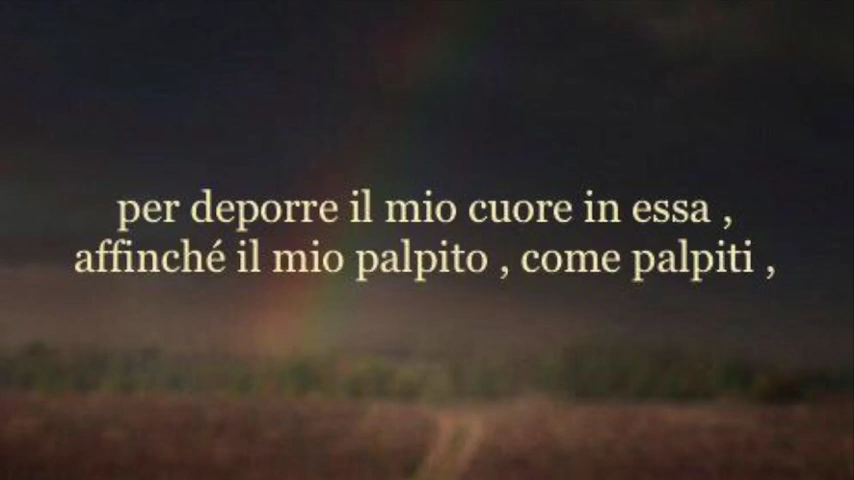 per deporre il mio cuore in essa ,
affinché il mio palpito , come palpiti ,